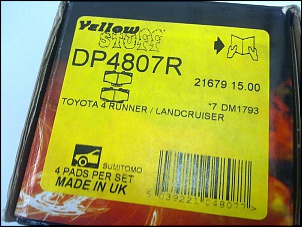 Yellow
STUFF
DP4807R
21679 15.00
TOYOTA 4 RUNNER / LANDCRUISER
*7 DM1793
SUMITOMO
4 PADS PER SET
MADE IN UK
5039221048077